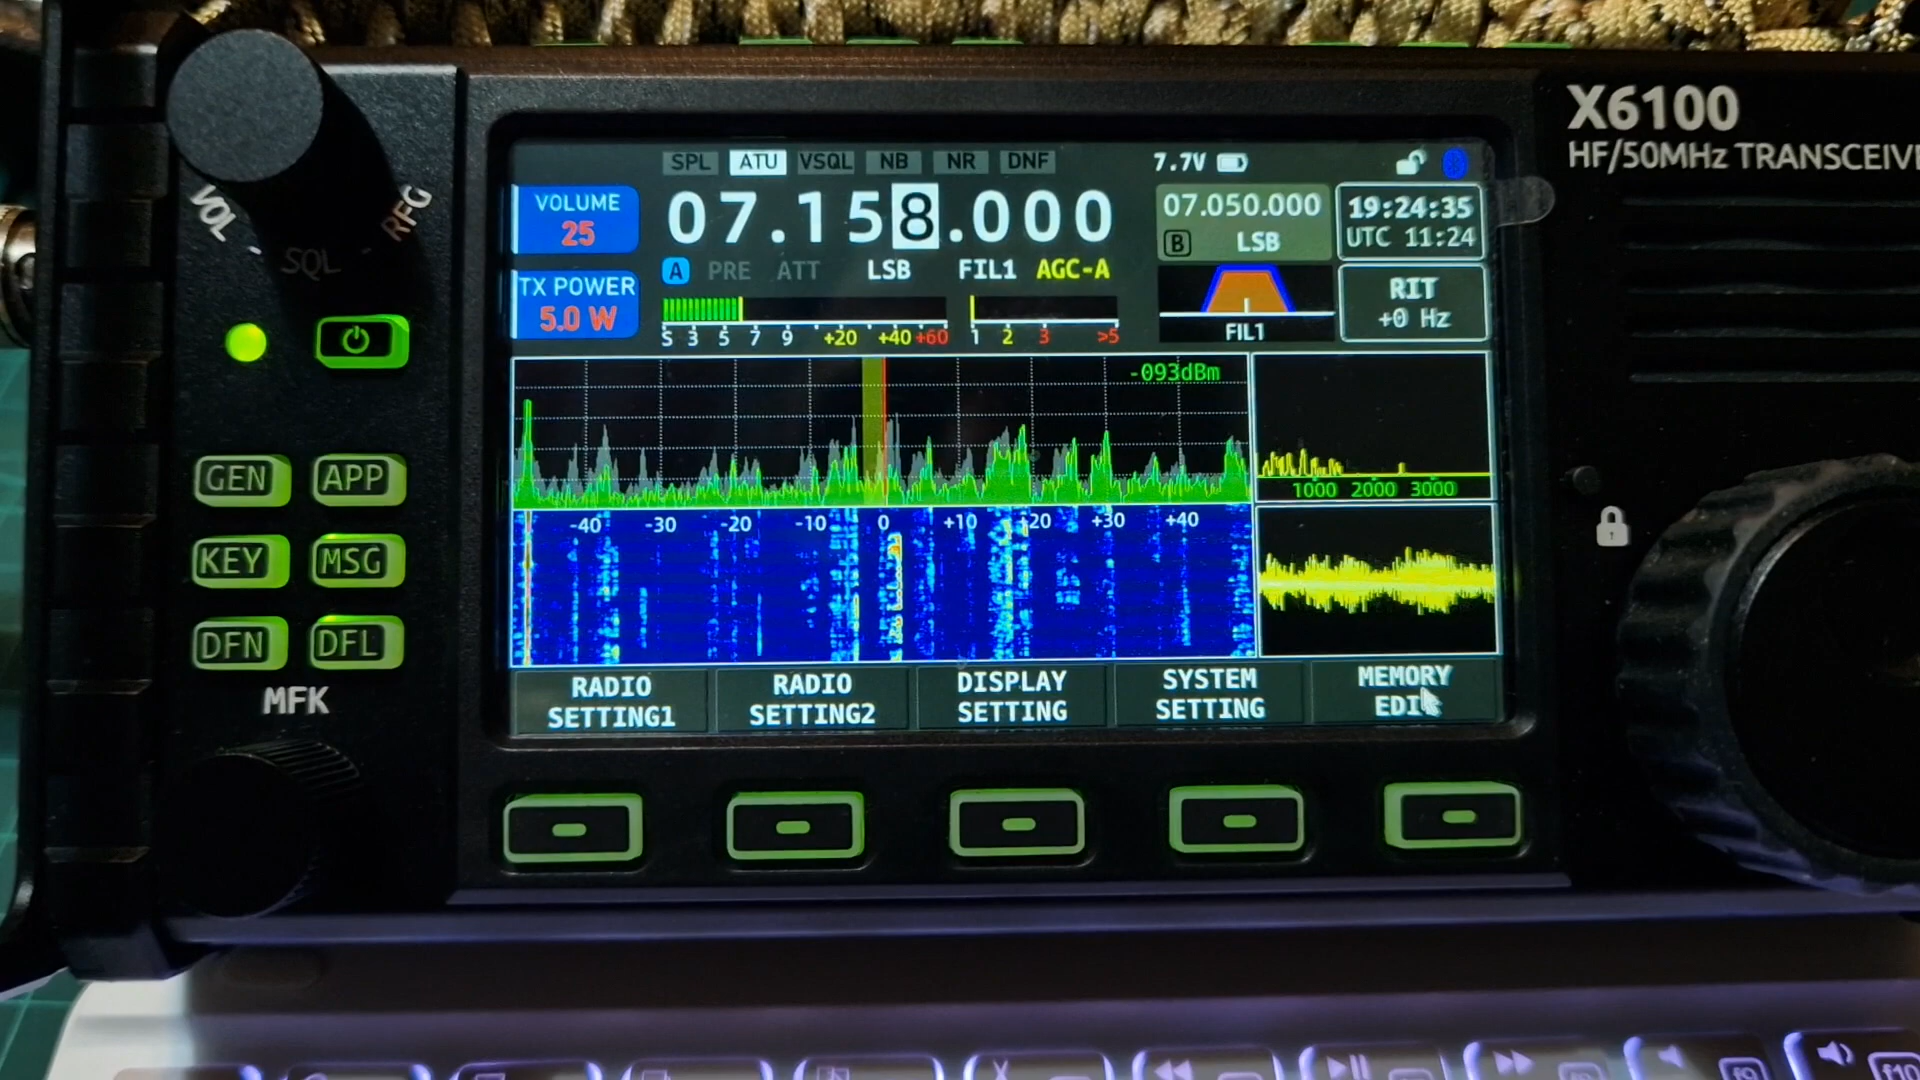 X6100
HF/50MHz TRANSCEIVE
VOL
SQL
RFG
GEN
APP
KEY
MSG
DFN
DFL
MFK
SPL ATU VSQL NB NR DNF
7.7V
VOLUME
25
07.158.000
07.050.000
B LSB
19:24:35
UTC 11:24
TX POWER
5.0 W
A PRE ATT LSB FIL1 AGC-A
S 3 5 7 9 +20 +40 +60
1 2 3 >5
FIL1
RIT
+0 Hz
-093dBm
1000 2000 3000
-40 -30 -20 -10 0 +10 +20 +30 +40
RADIO
SETTING1
RADIO
SETTING2
DISPLAY
SETTING
SYSTEM
SETTING
MEMORY
EDIT
f10